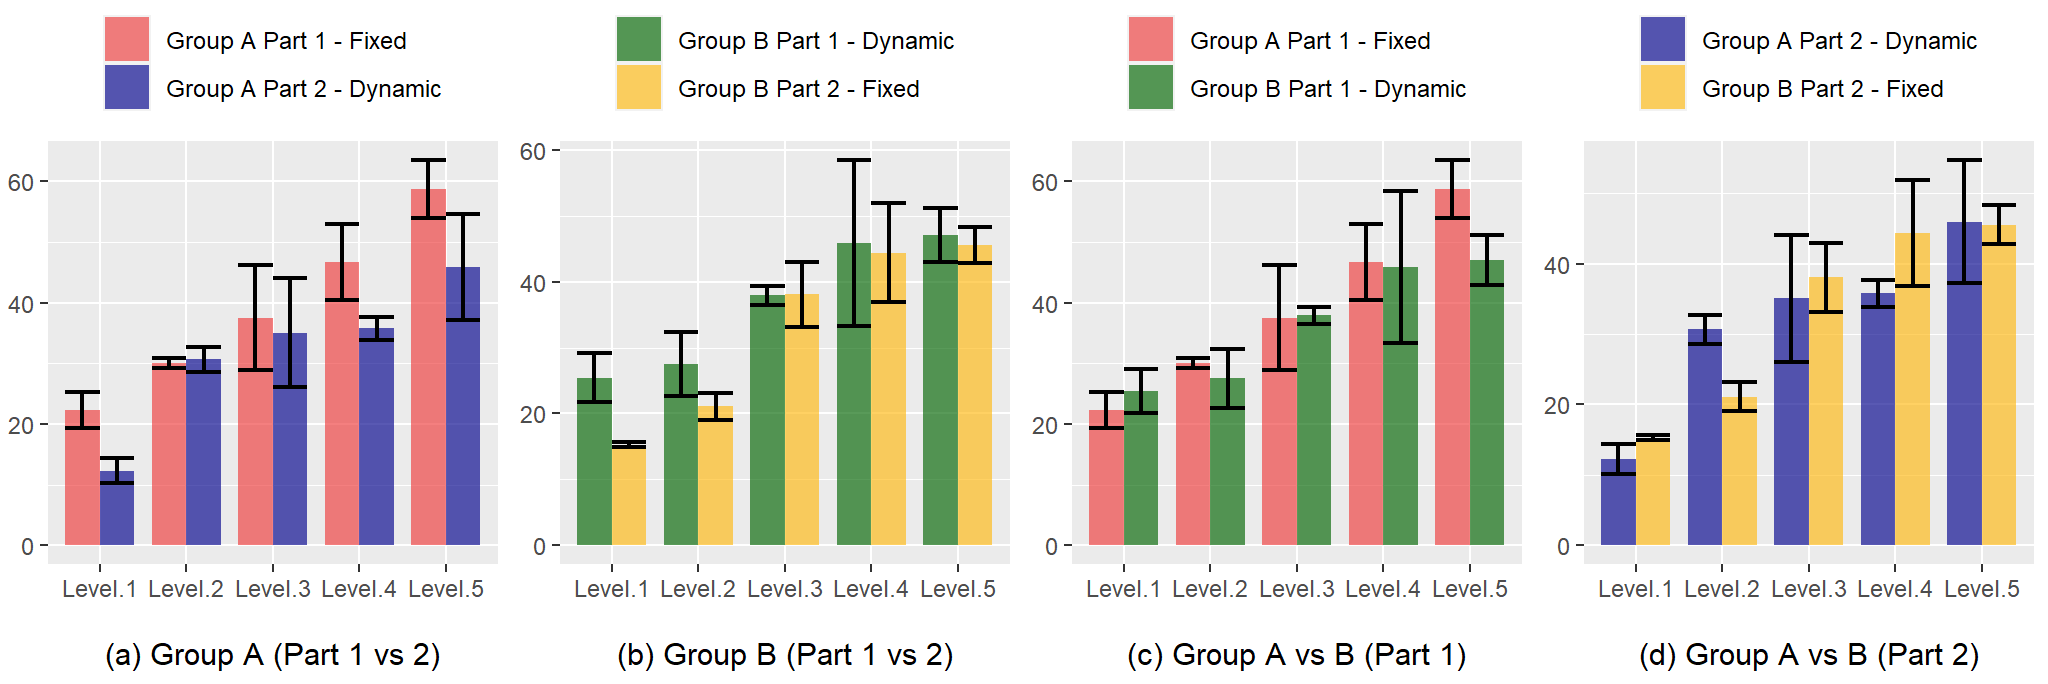 Group A Part 1 - Fixed
Group A Part 2 - Dynamic
60
40
20
0
Level.1 Level.2 Level.3 Level.4 Level.5
(a) Group A (Part 1 vs 2)
Group B Part 1 - Dynamic
Group B Part 2 - Fixed
60
40
20
0
Level.1 Level.2 Level.3 Level.4 Level.5
(b) Group B (Part 1 vs 2)
Group A Part 1 - Fixed
Group B Part 1 - Dynamic
60
40
20
0
Level.1 Level.2 Level.3 Level.4 Level.5
(c) Group A vs B (Part 1)
Group A Part 2 - Dynamic
Group B Part 2 - Fixed
40
20
0
Level.1 Level.2 Level.3 Level.4 Level.5
(d) Group A vs B (Part 2)